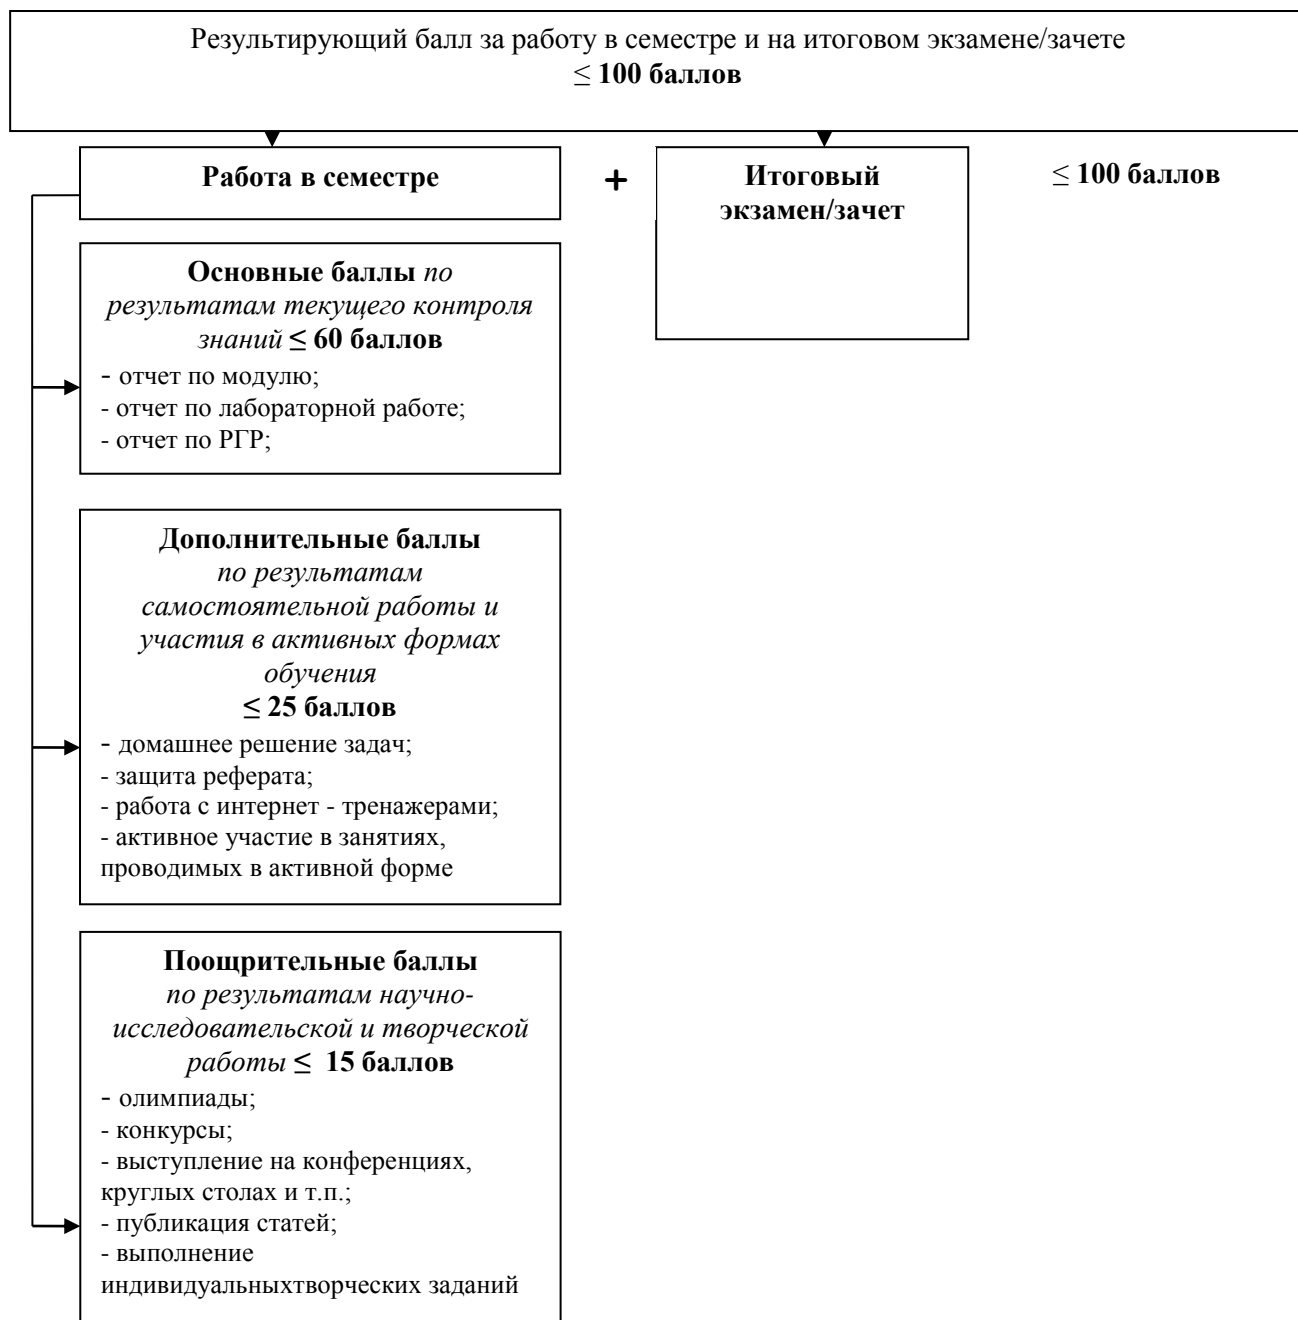 Результирующий балл за работу в семестре и на итоговом экзамене/зачете
≤ 100 баллов
Работа в семестре
+
Итоговый
экзамен/зачет
≤ 100 баллов
Основные баллы по
результатам текущего контроля
знаний ≤ 60 баллов
- отчет по модулю;
- отчет по лабораторной работе;
- отчет по РГР;
Дополнительные баллы
по результатам
самостоятельной работы и
участия в активных формах
обучения
≤ 25 баллов
- домашнее решение задач;
- защита реферата;
- работа с интернет - тренажерами;
- активное участие в занятиях,
проводимых в активной форме
Поощрительные баллы
по результатам научно-
исследовательской и творческой
работы ≤ 15 баллов
- олимпиады;
- конкурсы;
- выступление на конференциях,
круглых столах и т.п.;
- публикация статей;
- выполнение
индивидуальныхтворческих заданий